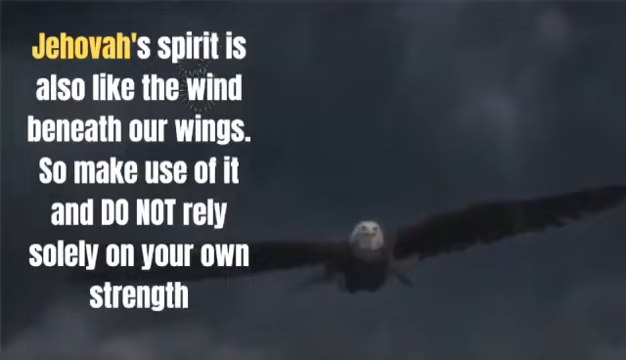 Jehovah's spirit is
also like the wind
beneath our wings.
So make use of it
and DO NOT rely
solely on your own
strength